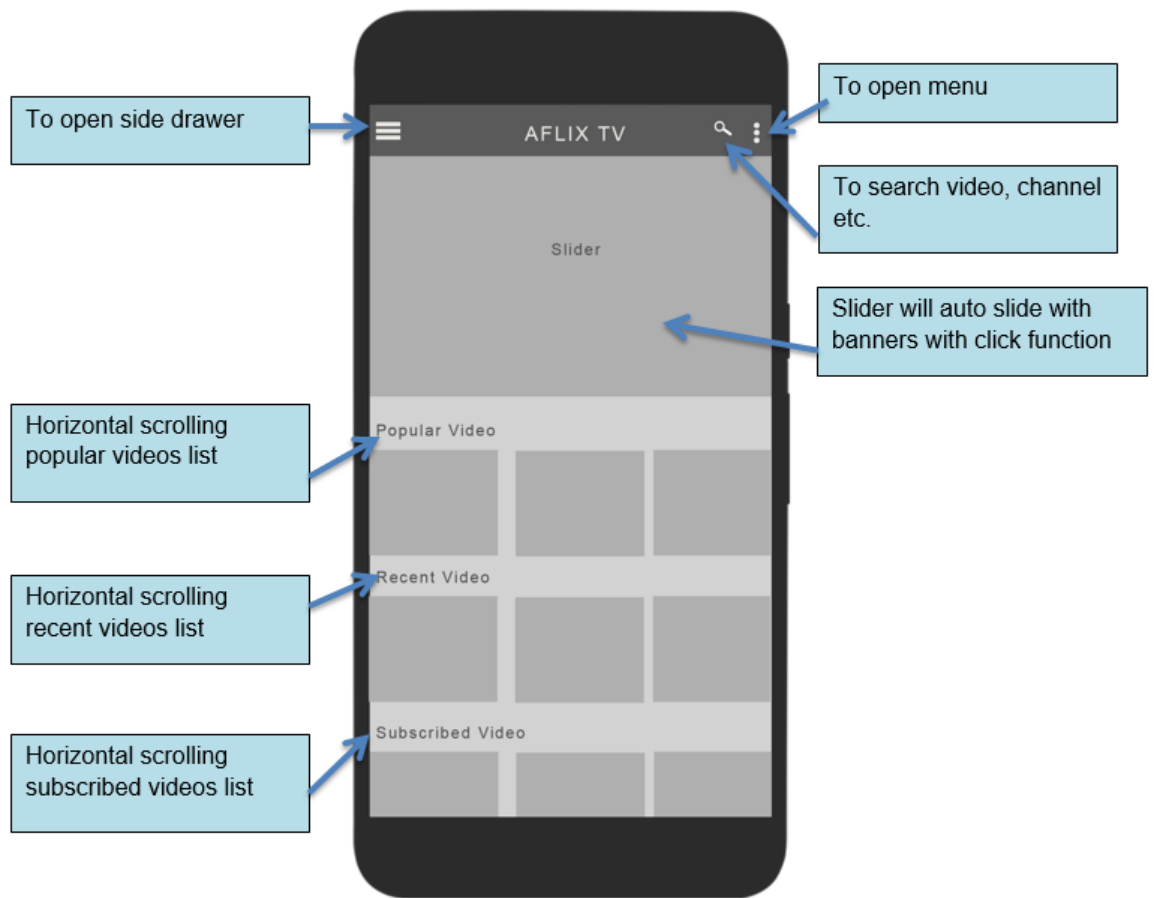 To open side drawer
AFLIX TV
To open menu
To search video, channel
etc.
Slider
Slider will auto slide with
banners with click function
Horizontal scrolling
popular videos list
Popular Video
Horizontal scrolling
recent videos list
Recent Video
Horizontal scrolling
subscribed videos list
Subscribed Video